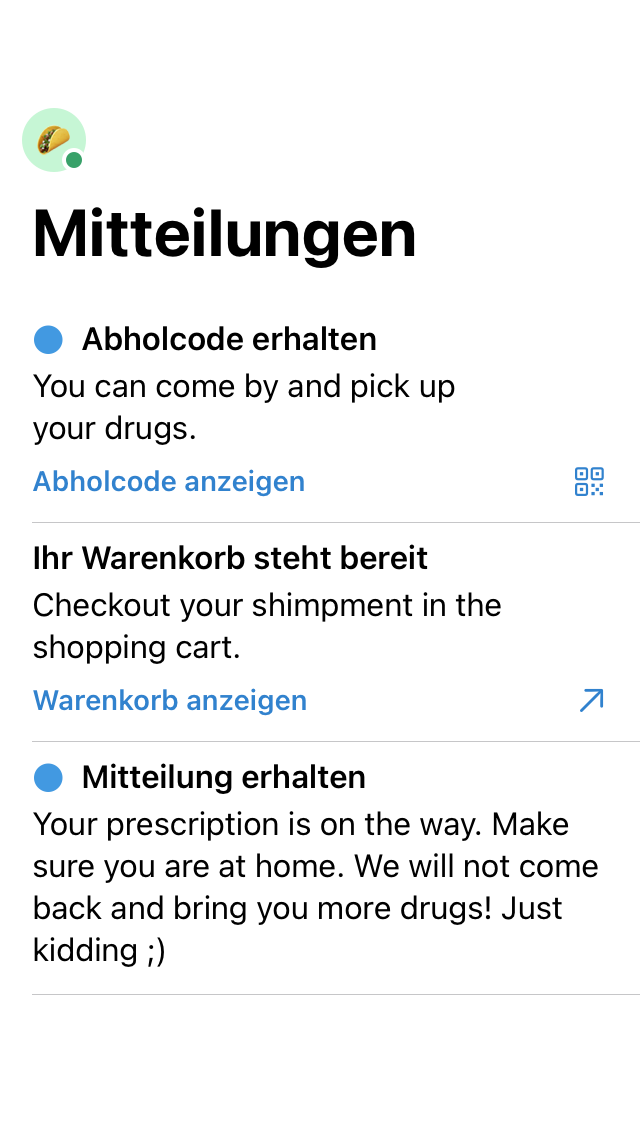 Mitteilungen
Abholcode erhalten
You can come by and pick up
your drugs.
Abholcode anzeigen
Ihr Warenkorb steht bereit
Checkout your shimpment in the
shopping cart.
Warenkorb anzeigen
Mitteilung erhalten
Your prescription is on the way. Make
sure you are at home. We will not come
back and bring you more drugs! Just
kidding ;)